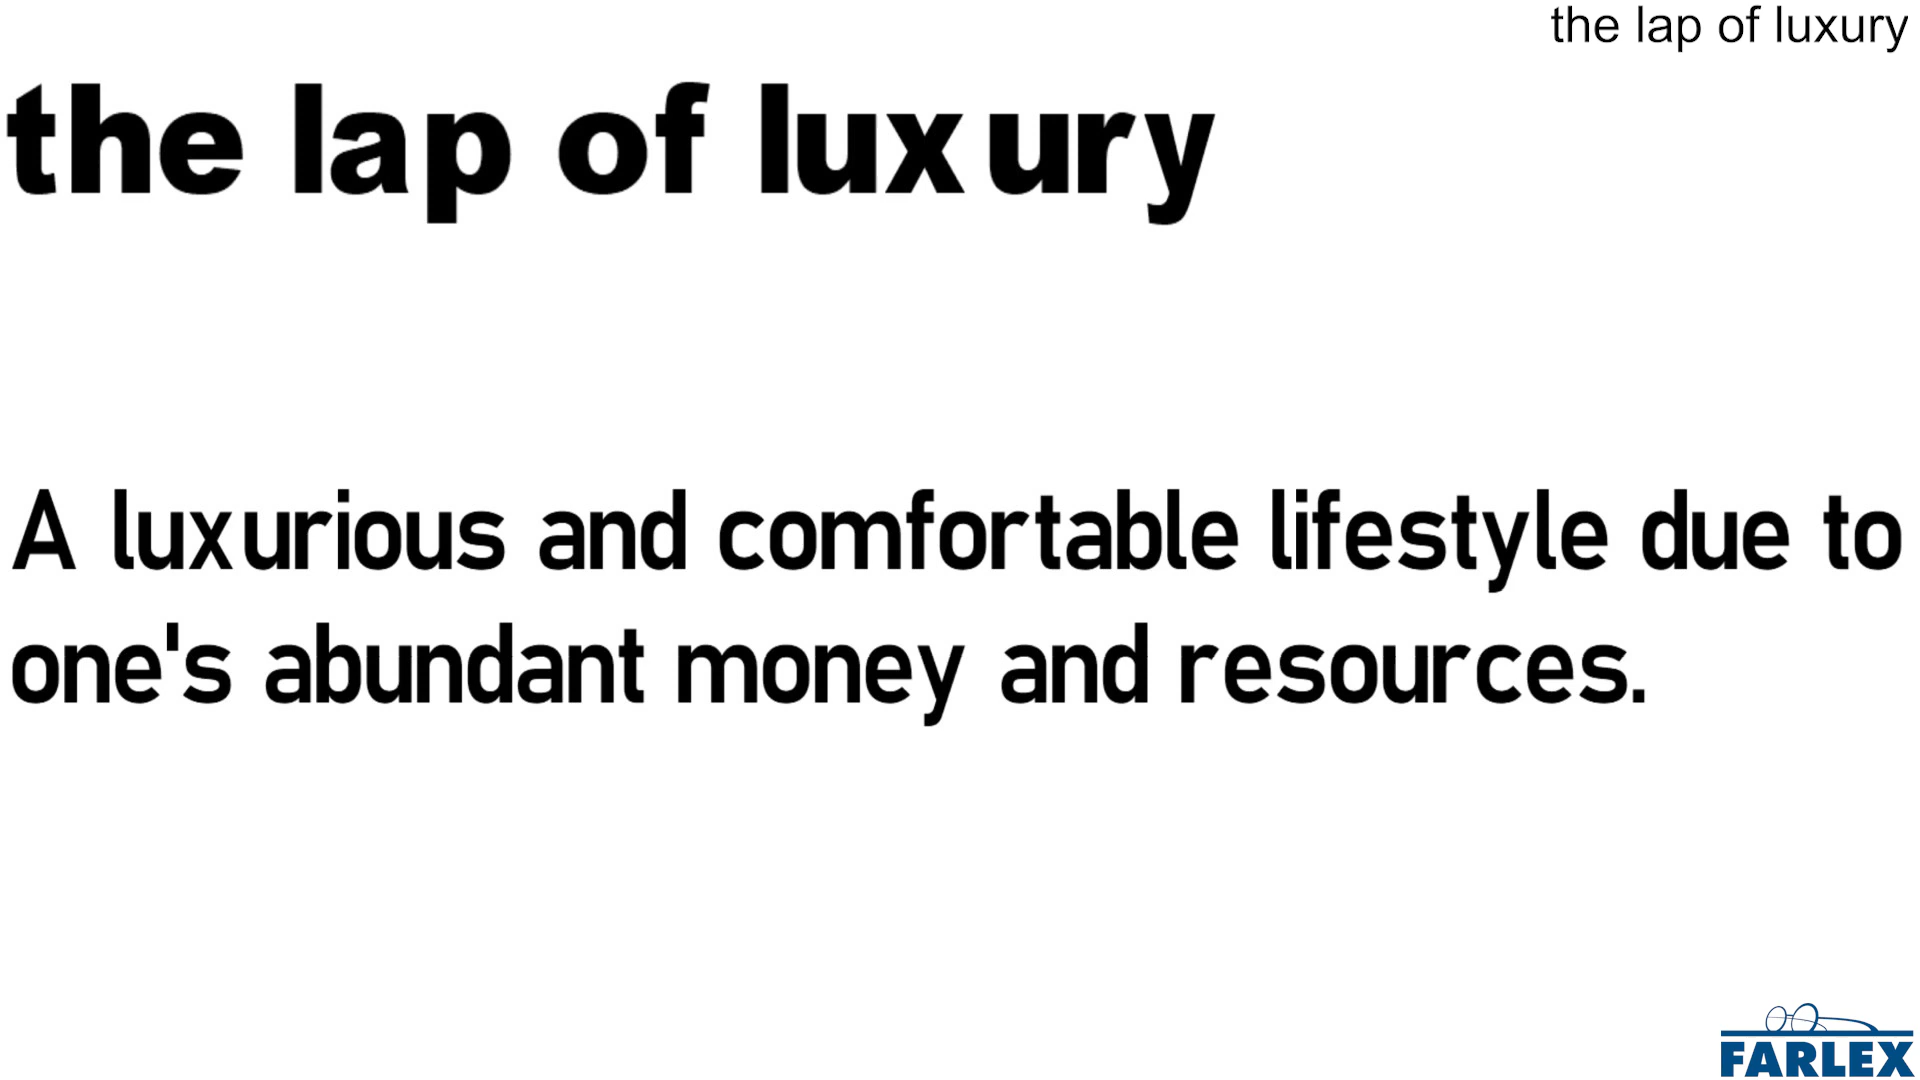 the lap of luxury
the lap of luxury
A luxurious and comfortable lifestyle due to
one's abundant money and resources.
FARLEX